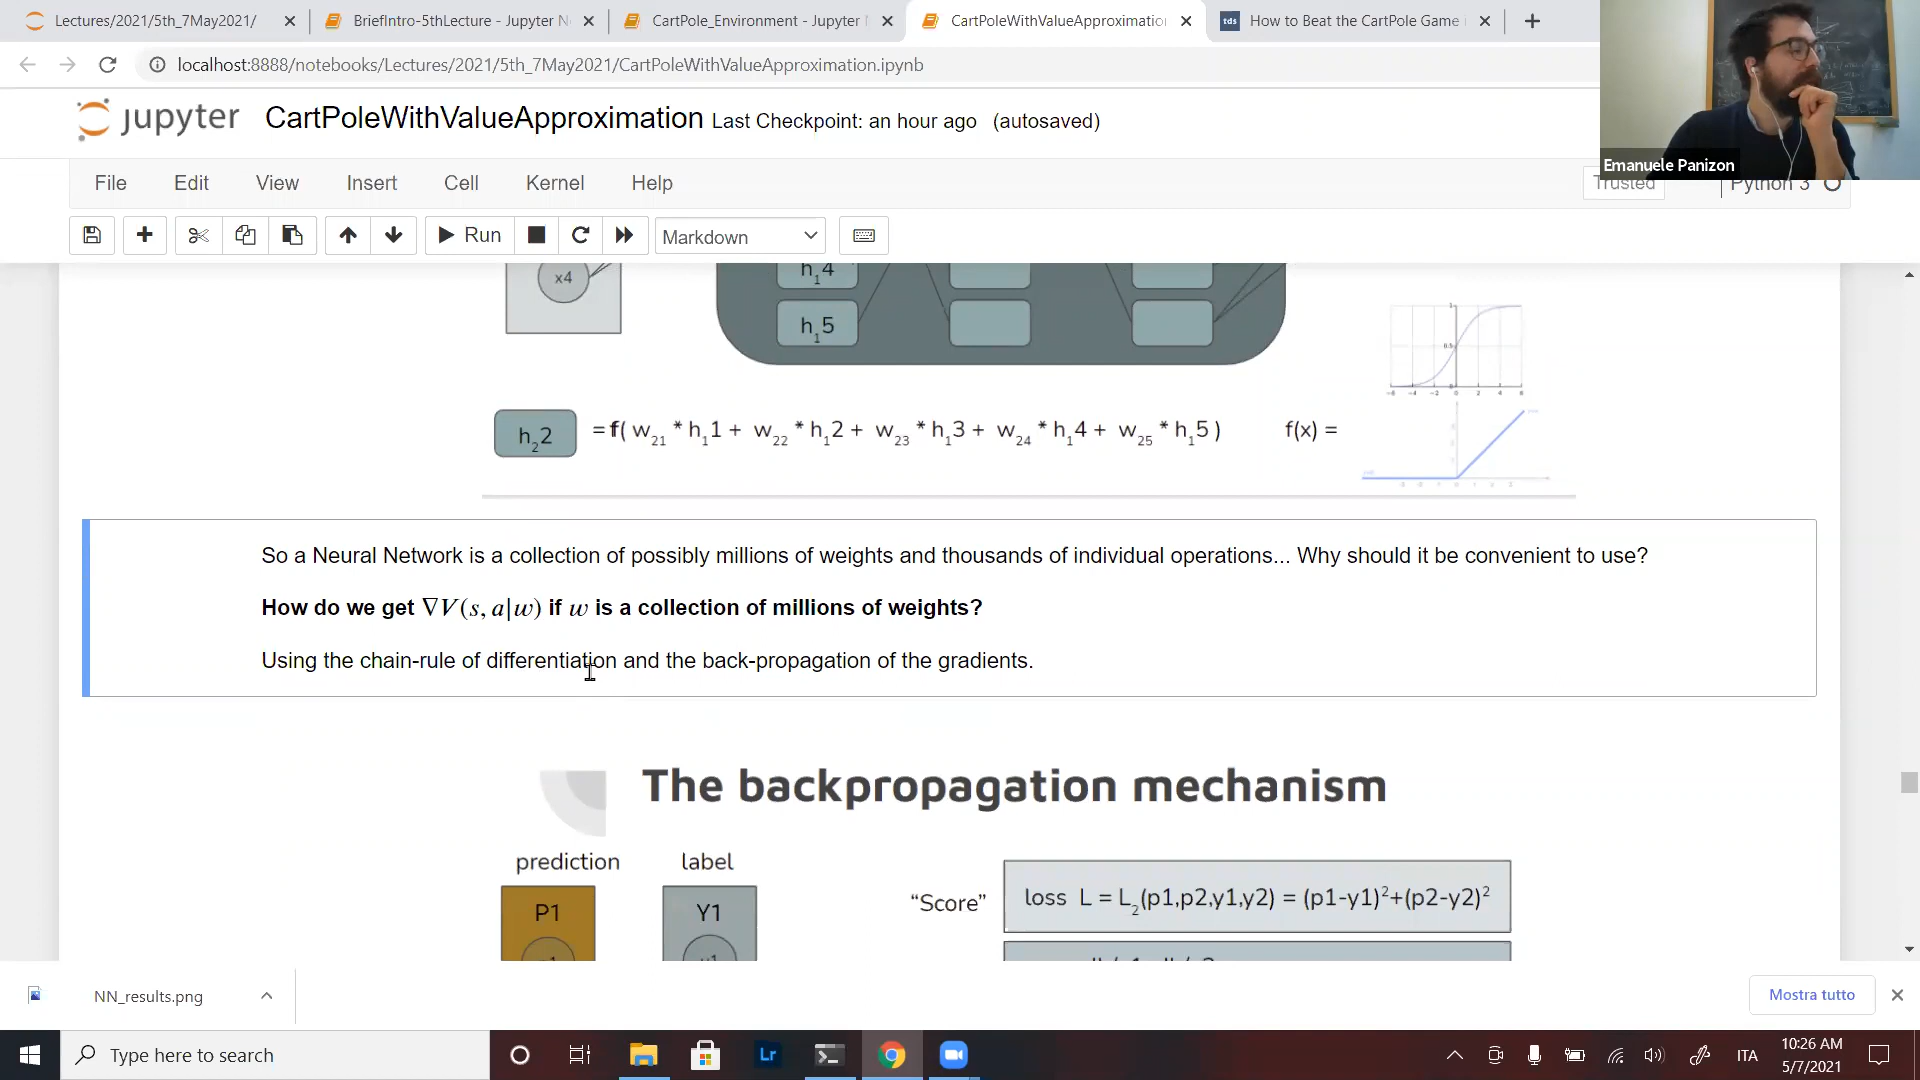 Lectures/2021/5th_7May2021/
BriefIntro-5thLecture - Jupyter N
CartPole_Environment - Jupyter
CartPoleWithValueApproximatio
tds
How to Beat the CartPole Game i
localhost:8888/notebooks/Lectures/2021/5th_7May2021/CartPoleWithValueApproximation.ipynb
jupyter
CartPoleWithValueApproximation Last Checkpoint: an hour ago (autosaved)
Emanuele Panizon
File Edit View Insert Cell Kernel Help
Trusted
Python 3
Run
Markdown
x4
h₁4
h₁5
h₂2 = f( w₂₁ * h₁1 + w₂₂ * h₁2 + w₂₃ * h₁3 + w₂₄ * h₁4 + w₂₅ * h₁5 ) f(x) =
So a Neural Network is a collection of possibly millions of weights and thousands of individual operations... Why should it be convenient to use?
How do we get ∇V(s, a|w) if w is a collection of millions of weights?
Using the chain-rule of differentiation and the back-propagation of the gradients.
The backpropagation mechanism
prediction label
P1 Y1
“Score” loss L = L₂(p1,p2,y1,y2) = (p1-y1)²+(p2-y2)²
NN_results.png
Mostra tutto
Type here to search
Lr
ITA
10:26 AM
5/7/2021